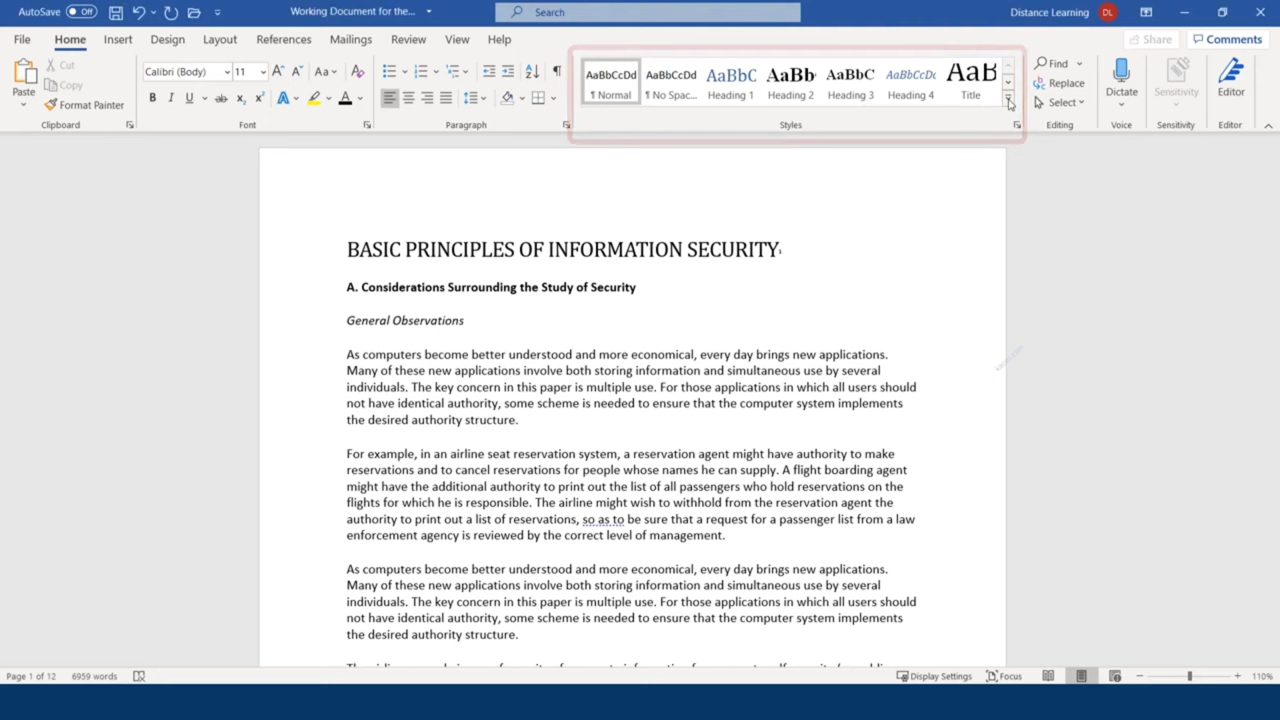 AutoSave Off
Working Document for the...
Search
Distance Learning DL
File Home Insert Design Layout References Mailings Review View Help
Share Comments
Paste
Cut
Copy
Format Painter
Clipboard
Calibri (Body) 11
Font
Paragraph
AaBbCcDd AaBbCcDd AaBbC AaBb AaBbC AaBbCcD AaB
¶ Normal ¶ No Spac... Heading 1 Heading 2 Heading 3 Heading 4 Title
Styles
Find
Replace
Select
Editing
Dictate
Voice
Sensitivity
Sensitivity
Editor
Editor
BASIC PRINCIPLES OF INFORMATION SECURITY
A. Considerations Surrounding the Study of Security
General Observations
As computers become better understood and more economical, every day brings new applications.
Many of these new applications involve both storing information and simultaneous use by several
individuals. The key concern in this paper is multiple use. For those applications in which all users should
not have identical authority, some scheme is needed to ensure that the computer system implements
the desired authority structure.
For example, in an airline seat reservation system, a reservation agent might have authority to make
reservations and to cancel reservations for people whose names he can supply. A flight boarding agent
might have the additional authority to print out the list of all passengers who hold reservations on the
flights for which he is responsible. The airline might wish to withhold from the reservation agent the
authority to print out a list of reservations, so as to be sure that a request for a passenger list from a law
enforcement agency is reviewed by the correct level of management.
As computers become better understood and more economical, every day brings new applications.
Many of these new applications involve both storing information and simultaneous use by several
individuals. The key concern in this paper is multiple use. For those applications in which all users should
not have identical authority, some scheme is needed to ensure that the computer system implements
the desired authority structure.
Page 1 of 12 6959 words
Display Settings Focus 110%